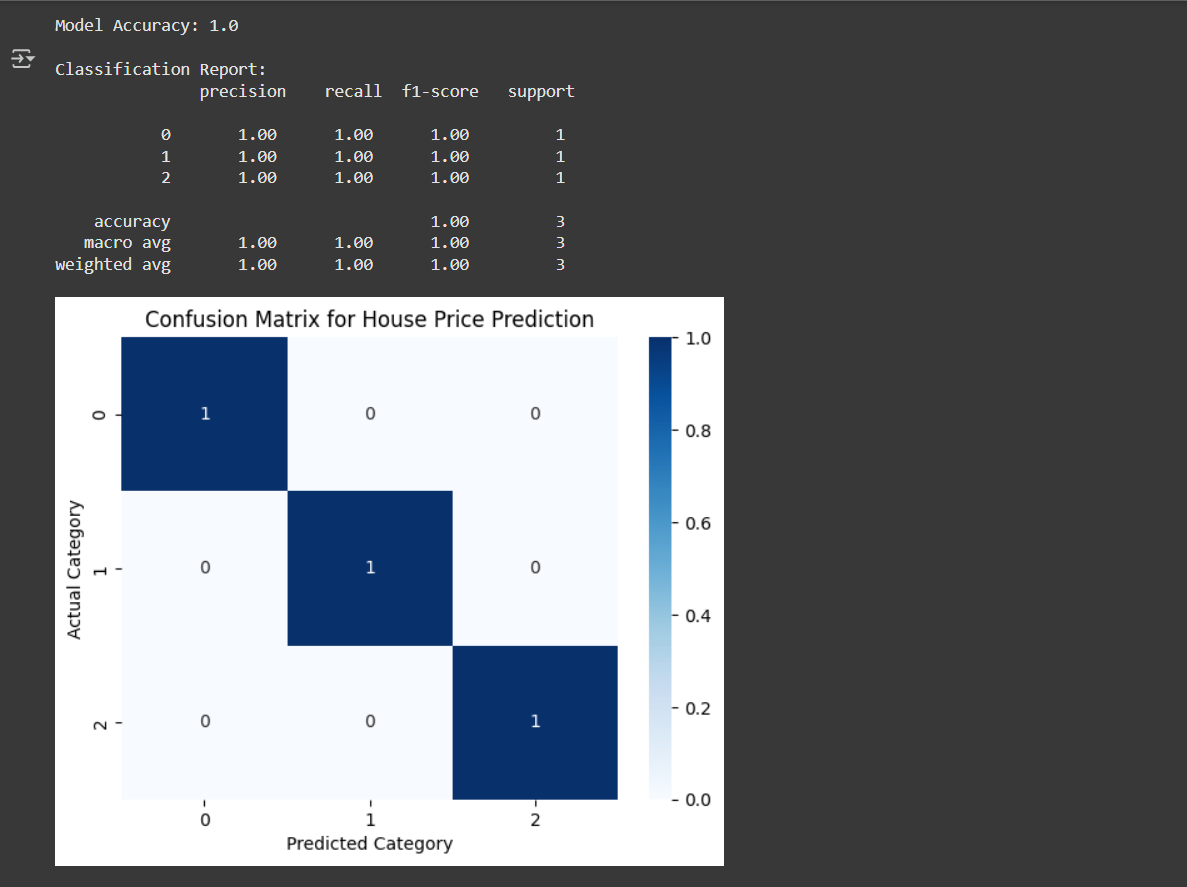 Model Accuracy: 1.0
Classification Report:
precision recall f1-score support
0 1.00 1.00 1.00 1
1 1.00 1.00 1.00 1
2 1.00 1.00 1.00 1
accuracy 1.00 3
macro avg 1.00 1.00 1.00 3
weighted avg 1.00 1.00 1.00 3
Confusion Matrix for House Price Prediction
Actual Category
0 1 0 0
1 0 1 0
2 0 0 1
0 1 2
Predicted Category
1.0
0.8
0.6
0.4
0.2
0.0